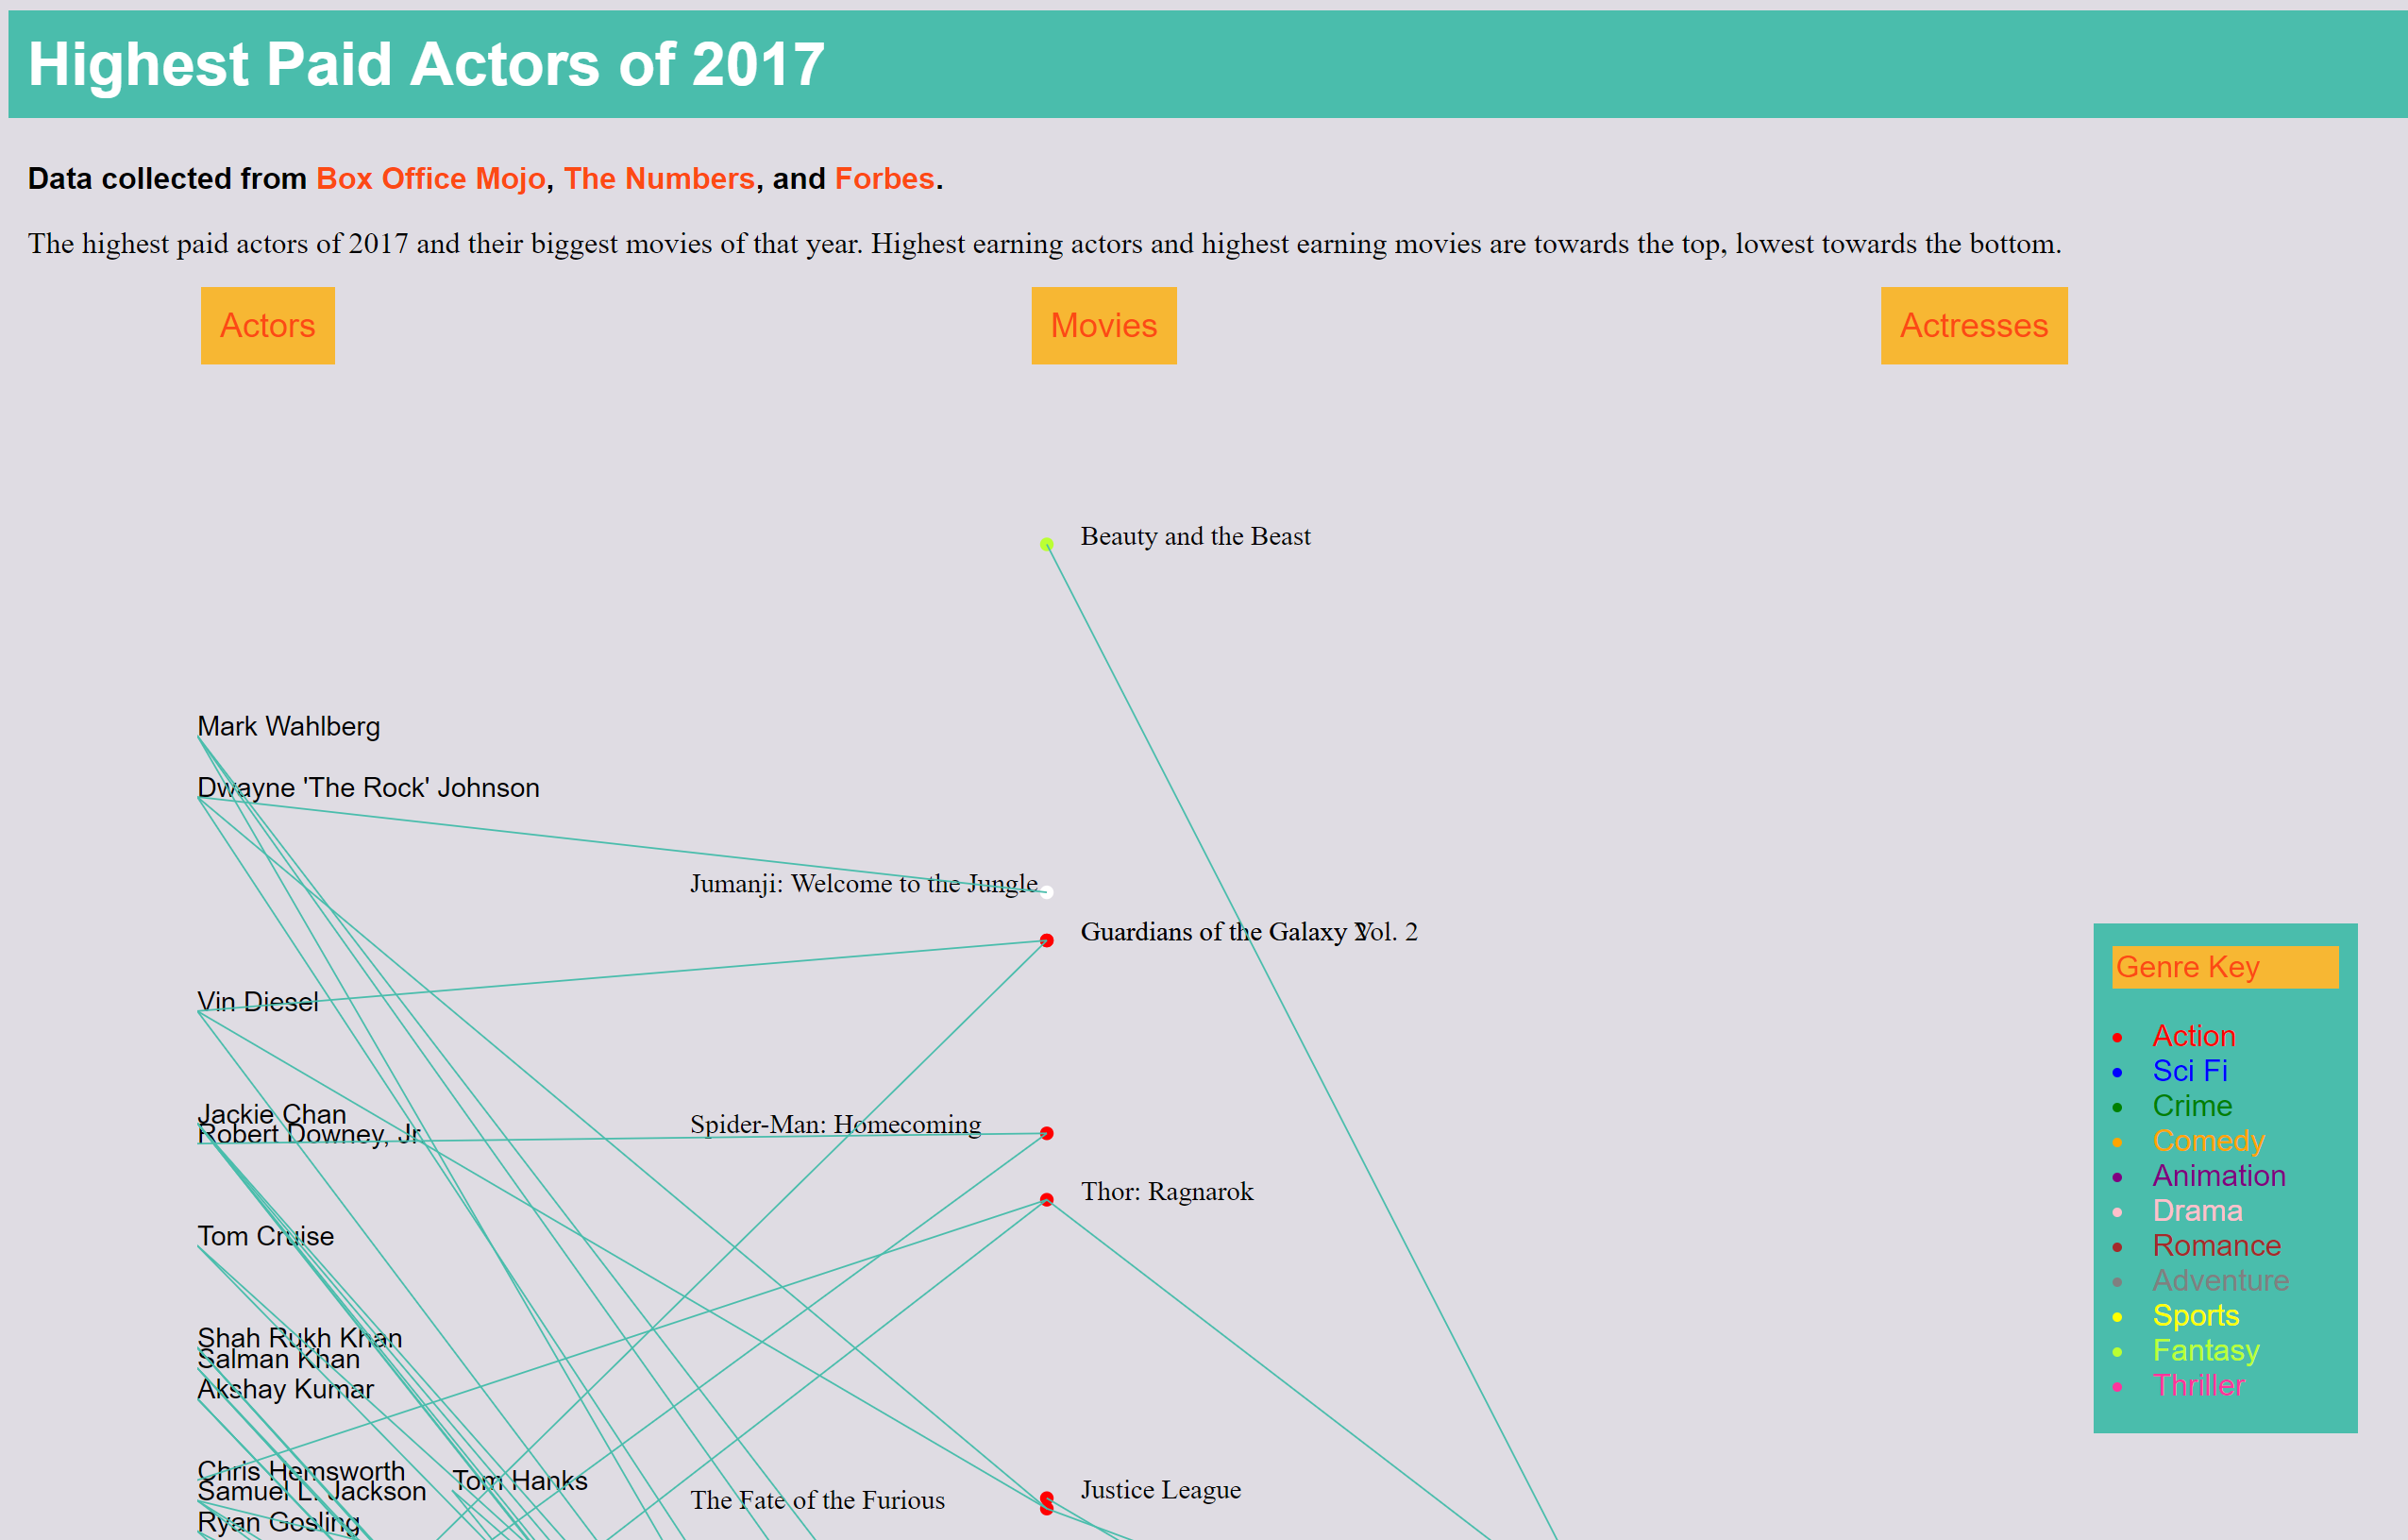 Highest Paid Actors of 2017
Data collected from Box Office Mojo, The Numbers, and Forbes.
The highest paid actors of 2017 and their biggest movies of that year. Highest earning actors and highest earning movies are towards the top, lowest towards the bottom.
Actors
Movies
Actresses
Beauty and the Beast
Mark Wahlberg
Dwayne 'The Rock' Johnson
Jumanji: Welcome to the Jungle
Guardians of the Galaxy Vol. 2
Vin Diesel
Jackie Chan
Spider-Man: Homecoming
Robert Downey, Jr
Thor: Ragnarok
Tom Cruise
Shah Rukh Khan
Salman Khan
Akshay Kumar
Chris Hemsworth
Tom Hanks
Samuel L. Jackson
Justice League
The Fate of the Furious
Ryan Gosling
Genre Key
Action
Sci Fi
Crime
Comedy
Animation
Drama
Romance
Adventure
Sports
Fantasy
Thriller